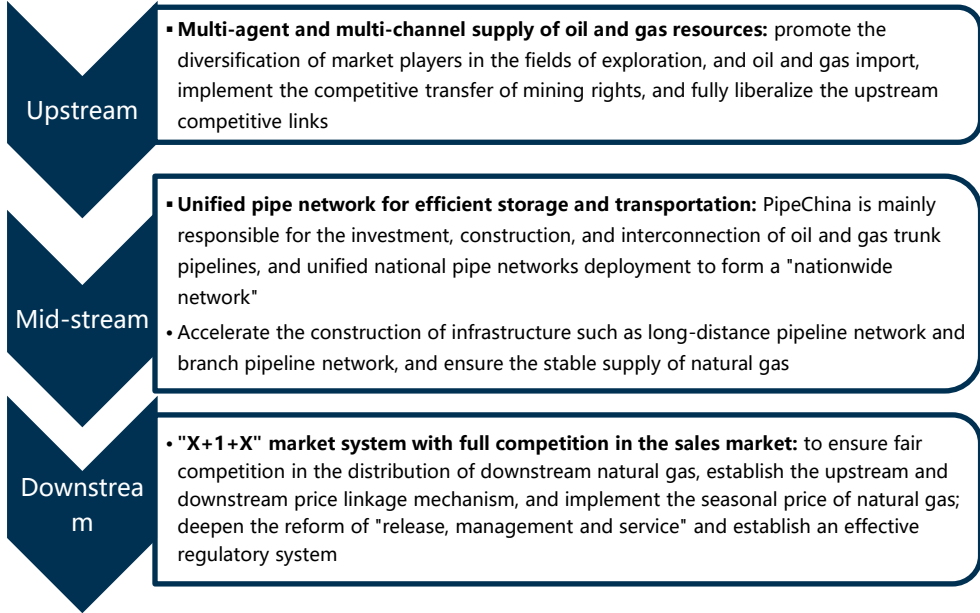 Upstream
▪ Multi-agent and multi-channel supply of oil and gas resources: promote the
diversification of market players in the fields of exploration, and oil and gas import,
implement the competitive transfer of mining rights, and fully liberalize the upstream
competitive links
Mid-stream
▪ Unified pipe network for efficient storage and transportation: PipeChina is mainly
responsible for the investment, construction, and interconnection of oil and gas trunk
pipelines, and unified national pipe networks deployment to form a "nationwide
network"
• Accelerate the construction of infrastructure such as long-distance pipeline network and
branch pipeline network, and ensure the stable supply of natural gas
Downstrea
m
• "X+1+X" market system with full competition in the sales market: to ensure fair
competition in the distribution of downstream natural gas, establish the upstream and
downstream price linkage mechanism, and implement the seasonal price of natural gas;
deepen the reform of "release, management and service" and establish an effective
regulatory system